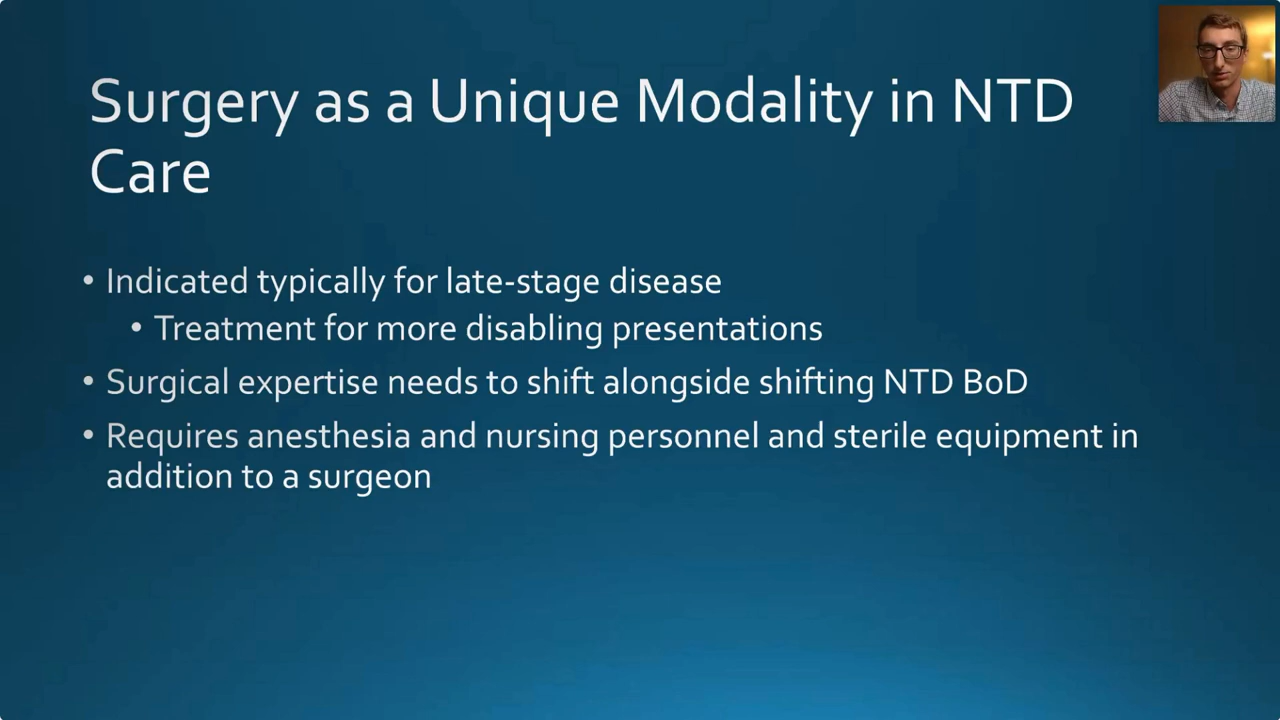 Surgery as a Unique Modality in NTD
Care
• Indicated typically for late-stage disease
• Treatment for more disabling presentations
• Surgical expertise needs to shift alongside shifting NTD BoD
• Requires anesthesia and nursing personnel and sterile equipment in
addition to a surgeon